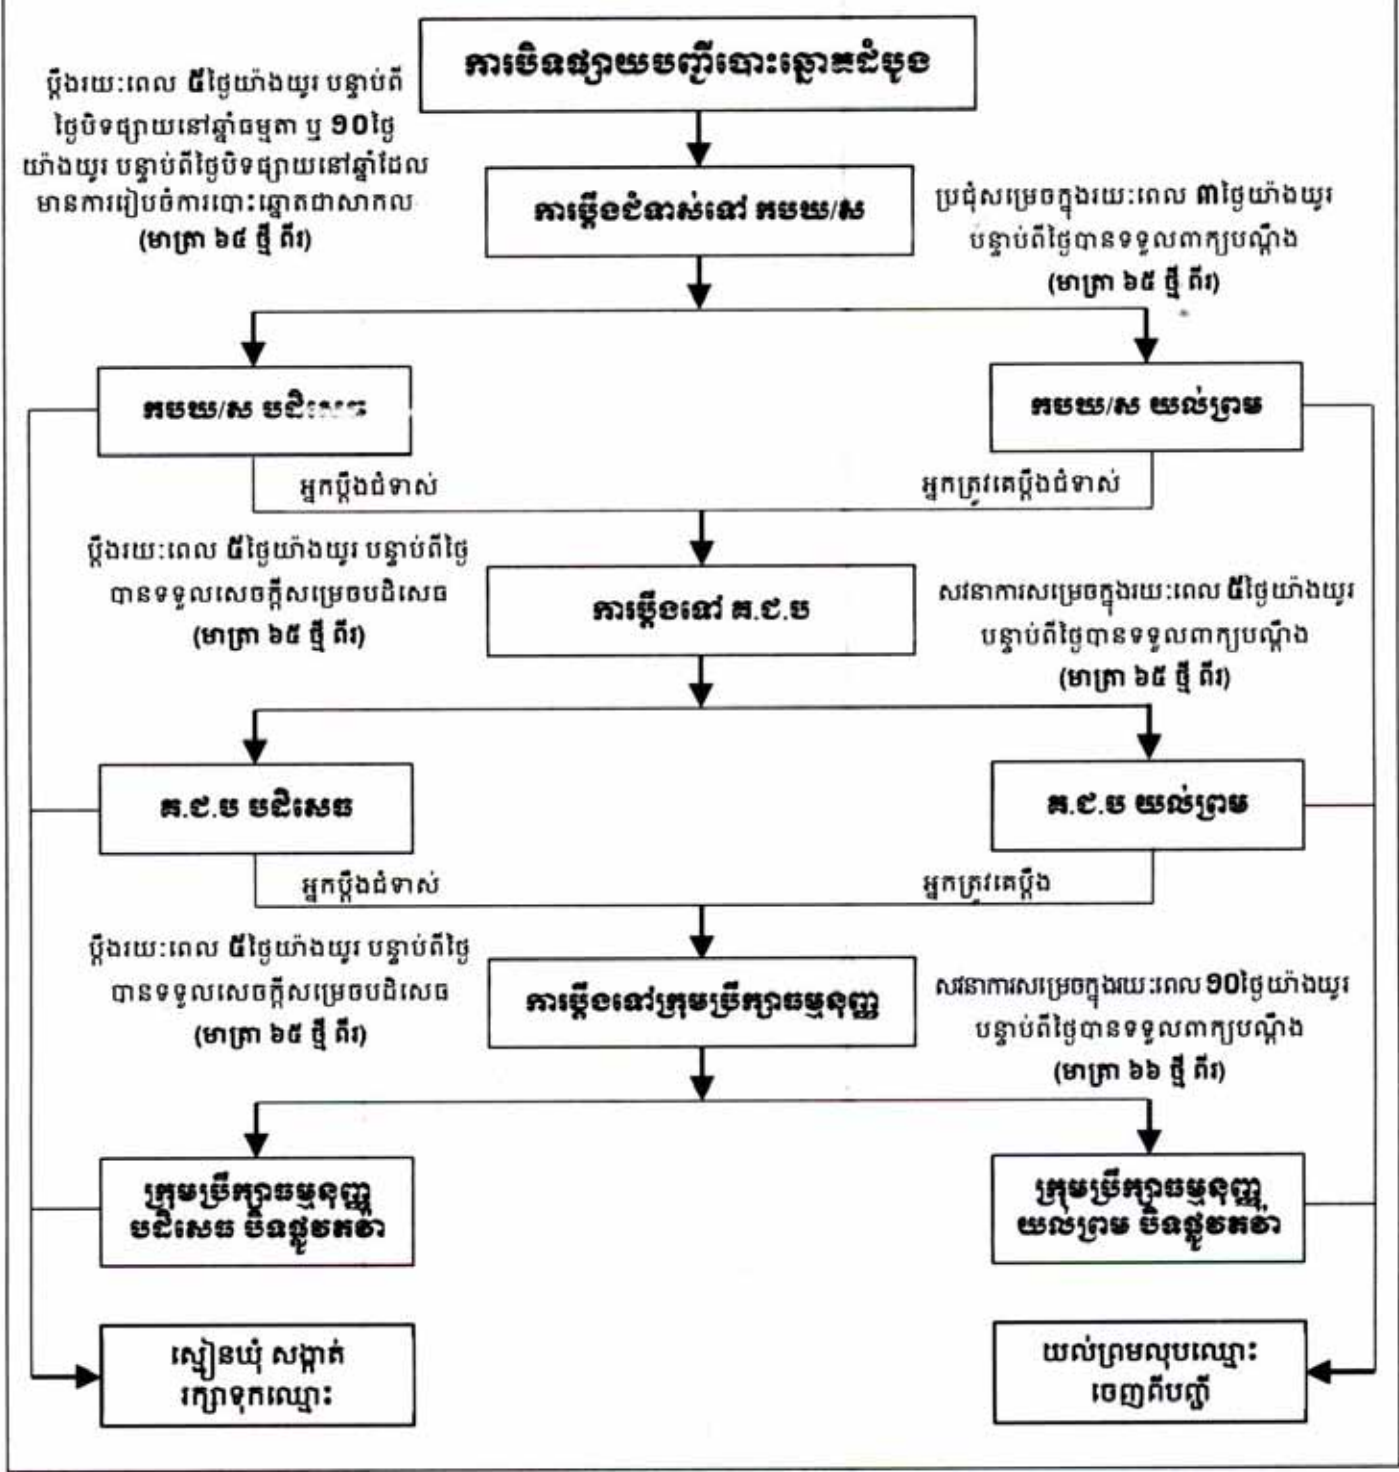 ការបិទផ្សាយបញ្ជីបោះឆ្នោតដំបូង
ប្តឹងរយៈពេល ៥ថ្ងៃយ៉ាងយូរ បន្ទាប់ពី
ថ្ងៃបិទផ្សាយនៅឆ្នាំធម្មតា ឬ ១០ថ្ងៃ
យ៉ាងយូរ បន្ទាប់ពីថ្ងៃបិទផ្សាយនៅឆ្នាំដែល
មានការរៀបចំការបោះឆ្នោតជាសាកល
(មាត្រា ៦៥ ថ្មី ពីរ)
ការប្តឹងជំទាស់ទៅ កបឃ/ស
ប្រជុំសម្រេចក្នុងរយៈពេល ៣ថ្ងៃយ៉ាងយូរ
បន្ទាប់ពីថ្ងៃបានទទួលពាក្យបណ្តឹង
(មាត្រា ៦៥ ថ្មី ពីរ)
កបឃ/ស បដិសេធ
កបឃ/ស យល់ព្រម
អ្នកប្តឹងជំទាស់
អ្នកត្រូវគេប្តឹងជំទាស់
ប្តឹងរយៈពេល ៥ថ្ងៃយ៉ាងយូរ បន្ទាប់ពីថ្ងៃ
បានទទួលសេចក្តីសម្រេចបដិសេធ
(មាត្រា ៦៥ ថ្មី ពីរ)
ការប្តឹងទៅ គ.ជ.ប
សវនាការសម្រេចក្នុងរយៈពេល ៥ថ្ងៃយ៉ាងយូរ
បន្ទាប់ពីថ្ងៃបានទទួលពាក្យបណ្តឹង
(មាត្រា ៦៥ ថ្មី ពីរ)
គ.ជ.ប បដិសេធ
គ.ជ.ប យល់ព្រម
អ្នកប្តឹងជំទាស់
អ្នកត្រូវគេប្តឹង
ប្តឹងរយៈពេល ៥ថ្ងៃយ៉ាងយូរ បន្ទាប់ពីថ្ងៃ
បានទទួលសេចក្តីសម្រេចបដិសេធ
(មាត្រា ៦៥ ថ្មី ពីរ)
ការប្តឹងទៅក្រុមប្រឹក្សាធម្មនុញ្ញ
សវនាការសម្រេចក្នុងរយៈពេល ១០ថ្ងៃយ៉ាងយូរ
បន្ទាប់ពីថ្ងៃបានទទួលពាក្យបណ្តឹង
(មាត្រា ៦៦ ថ្មី ពីរ)
ក្រុមប្រឹក្សាធម្មនុញ្ញ
បដិសេធ បិទផ្លូវតវ៉ា
ក្រុមប្រឹក្សាធម្មនុញ្ញ
យល់ព្រម បិទផ្លូវតវ៉ា
ស្មៀនឃុំ សង្កាត់
រក្សាទុកឈ្មោះ
យល់ព្រមលុបឈ្មោះ
ចេញពីបញ្ជី